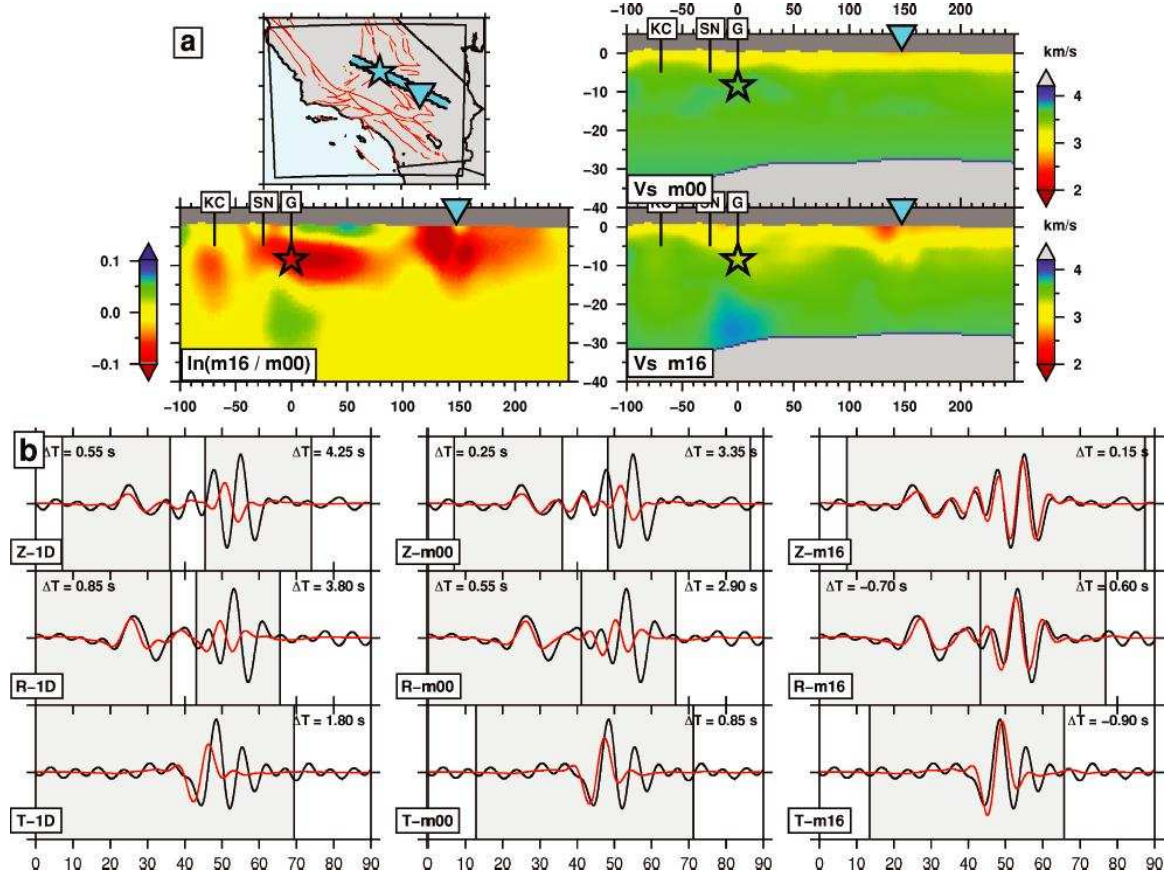 a
-100 -50 0 50 100 150 200
KC SN G
0
-10
-20
-30
-40
Vs m00
km/s
4
3
2
KC SN G
0.1
0.0
-0.1
ln(m16 / m00)
-100 -50 0 50 100 150 200
KC SN G
0
-10
-20
-30
-40
Vs m16
km/s
4
3
2
-100 -50 0 50 100 150 200
b
ΔT = 0.55 s ΔT = 4.25 s
Z-1D
ΔT = 0.25 s ΔT = 3.35 s
Z-m00
ΔT = 0.15 s
Z-m16
ΔT = 0.85 s ΔT = 3.80 s
R-1D
ΔT = 0.55 s ΔT = 2.90 s
R-m00
ΔT = -0.70 s ΔT = 0.60 s
R-m16
ΔT = 1.80 s
T-1D
ΔT = 0.85 s
T-m00
ΔT = -0.90 s
T-m16
0 10 20 30 40 50 60 70 80 90
0 10 20 30 40 50 60 70 80 90
0 10 20 30 40 50 60 70 80 90